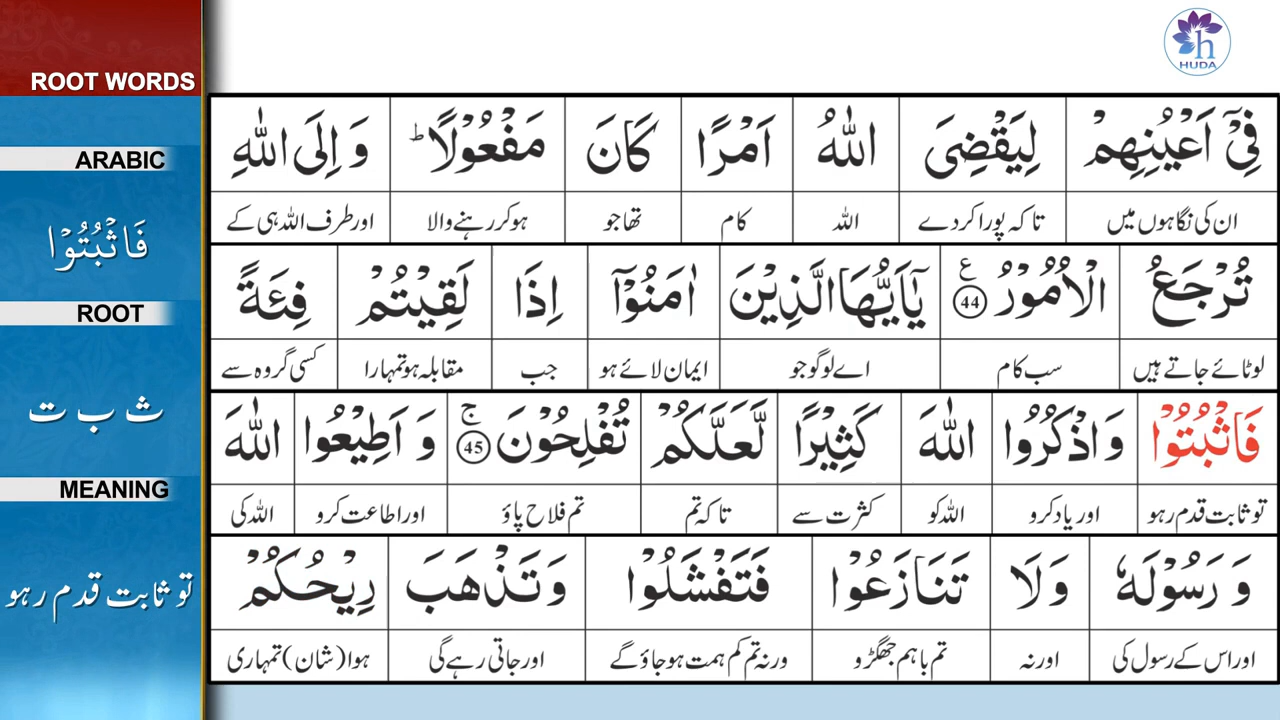 ROOT WORDS
ARABIC
فَاثْبُتُوْا
ROOT
ث ب ت
MEANING
تو ثابت قدم رہو
h
HUDA
فِيْۤ اَعْيُنِهِمْ لِيَقْضِيَ اللّٰهُ اَمْرًا كَانَ مَفْعُوْلًا ؕ وَ اِلَى اللّٰهِ
ان کی نگاہوں میں تاکہ پورا کردے اللہ کام تھا جو ہو کر رہنے والا اور طرف اللہ ہی کے
تُرْجَعُ الْاُمُوْرُ ع 44 يٰۤاَيُّهَا الَّذِيْنَ اٰمَنُوْۤا اِذَا لَقِيْتُمْ فِئَةً
لوٹائے جاتے ہیں سب کام اے لوگو جو ایمان لائے ہو جب مقابلہ ہو تمہارا کسی گروہ سے
فَاثْبُتُوْا وَاذْكُرُوا اللّٰهَ كَثِيْرًا لَّعَلَّكُمْ تُفْلِحُوْنَ ج 45 وَ اَطِيْعُوا اللّٰهَ
تو ثابت قدم رہو اور یاد کرو اللہ کو کثرت سے تاکہ تم تم فلاح پاؤ اور اطاعت کرو اللہ کی
وَ رَسُوْلَهٗ وَلَا تَنَازَعُوْا فَتَفْشَلُوْا وَتَذْهَبَ رِيْحُكُمْ
اور اس کے رسول کی اور نہ تم باہم جھگڑو ورنہ تم کم ہمت ہو جاؤ گے اور جاتی رہے گی ہوا (شان) تمہاری